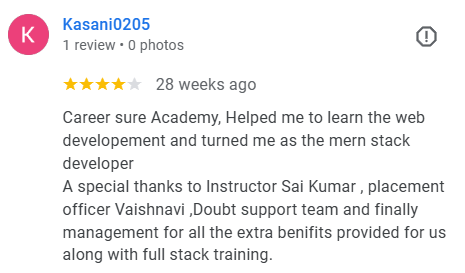 K
Kasani0205
1 review • 0 photos
28 weeks ago
Career sure Academy, Helped me to learn the web
developement and turned me as the mern stack
developer
A special thanks to Instructor Sai Kumar , placement
officer Vaishnavi ,Doubt support team and finally
management for all the extra benifits provided for us
along with full stack training.